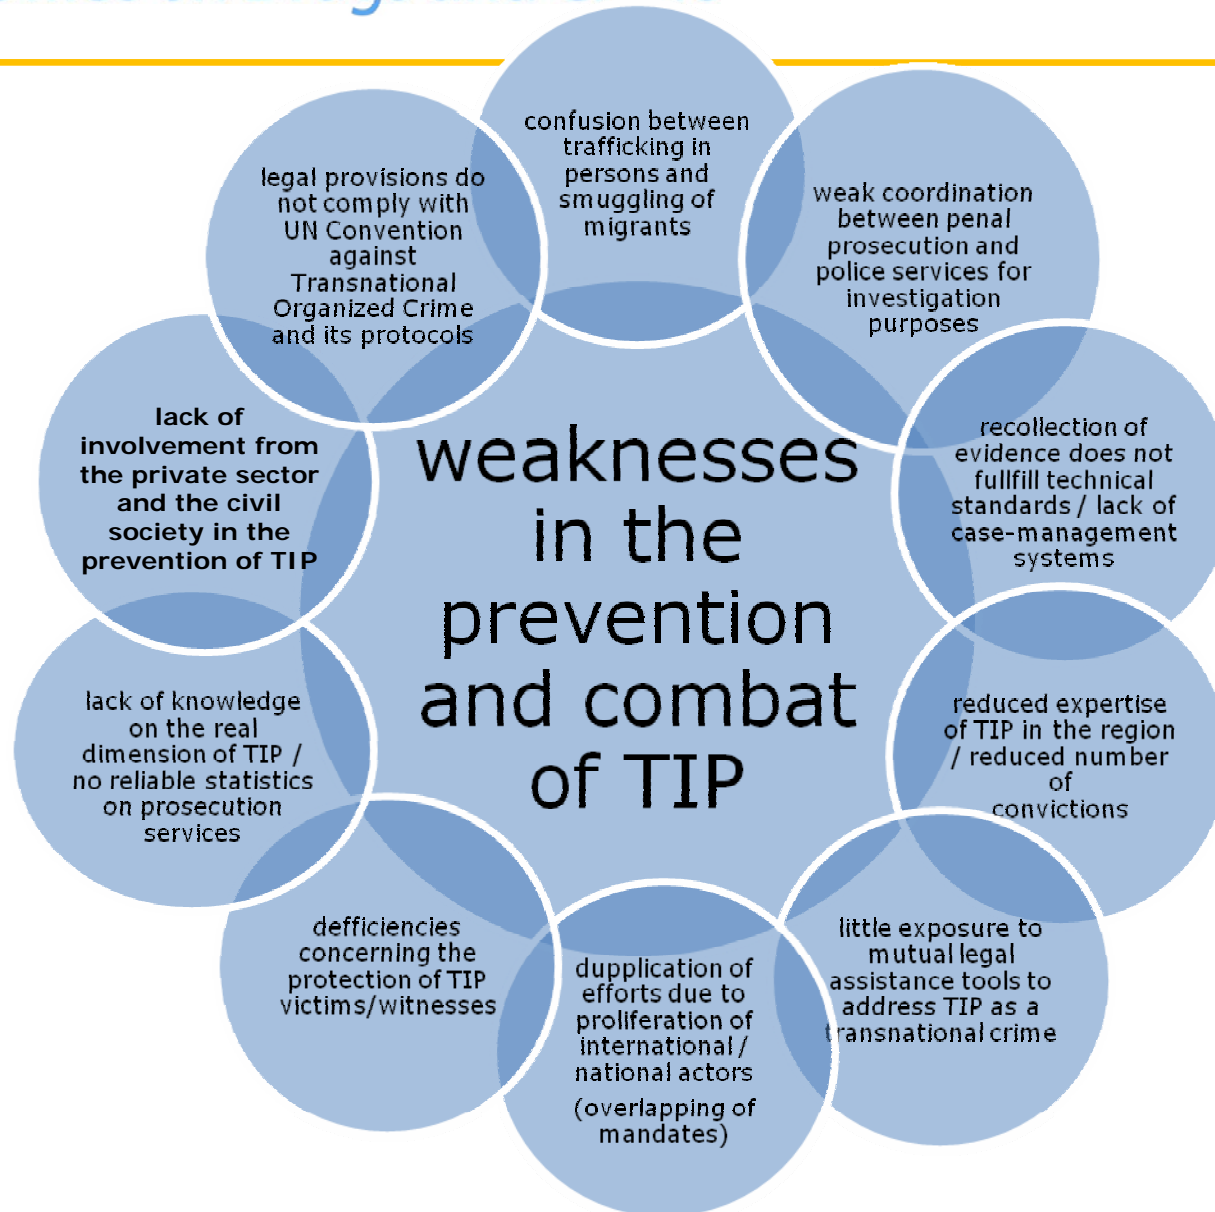 confusion between
trafficking in
persons and
smuggling of
migrants
weak coordination
between penal
prosecution and
police services for
investigation
purposes
recollection of
evidence does not
fullfill technical
standards / lack of
case-management
systems
reduced expertise
of TIP in the region
/ reduced number
of
convictions
little exposure to
mutual legal
assistance tools to
address TIP as a
transnational crime
dupplication of
efforts due to
proliferation of
international /
national actors
(overlapping of
mandates)
defficiencies
concerning the
protection of TIP
victims/witnesses
lack of knowledge
on the real
dimension of TIP /
no reliable statistics
on prosecution
services
lack of
involvement from
the private sector
and the civil
society in the
prevention of TIP
legal provisions do
not comply with
UN Convention
against
Transnational
Organized Crime
and its protocols
weaknesses
in the
prevention
and combat
of TIP